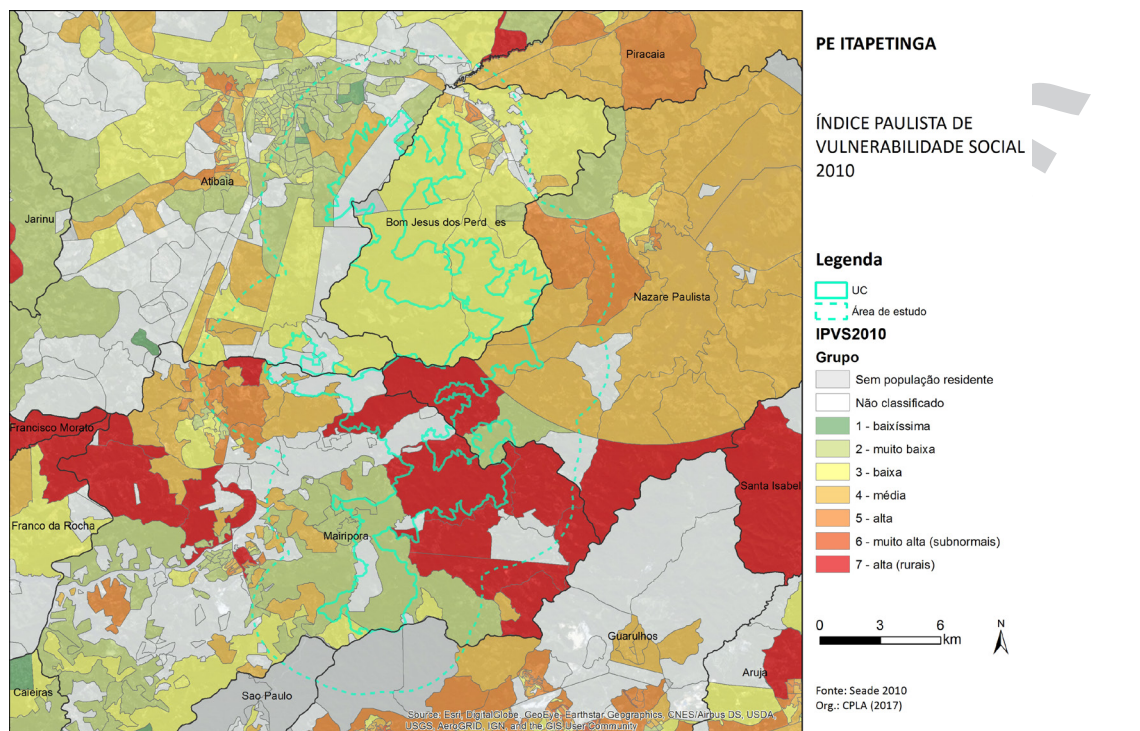 PE ITAPETINGA
ÍNDICE PAULISTA DE
VULNERABILIDADE SOCIAL
2010
Legenda
UC
Área de estudo
IPVS2010
Grupo
Sem população residente
Não classificado
1 - baixíssima
2 - muito baixa
3 - baixa
4 - média
5 - alta
6 - muito alta (subnormais)
7 - alta (rurais)
0 3 6
km
N
Fonte: Seade 2010
Org.: CPLA (2017)
Piracaia
Atibaia
Jarinu
Bom Jesus dos Perd es
Nazare Paulista
Francisco Morato
Santa Isabel
Franco da Rocha
Mairipora
Guarulhos
Aruja
Caieiras
Sao Paulo
Source: Esri, DigitalGlobe, GeoEye, Earthstar Geographics, CNES/Airbus DS, USDA,
USGS, AeroGRID, IGN, and the GIS User Community